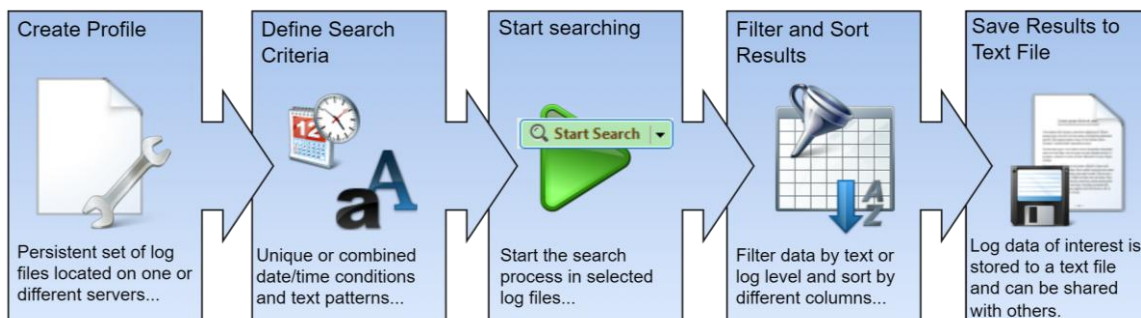 Create Profile
Persistent set of log
files located on one or
different servers...
Define Search
Criteria
12
a A
Unique or combined
date/time conditions
and text patterns...
Start searching
Start Search
Start the search
process in selected
log files...
Filter and Sort
Results
A
Z
Filter data by text or
log level and sort by
different columns...
Save Results to
Text File
Log data of interest is
stored to a text file
and can be shared
with others.